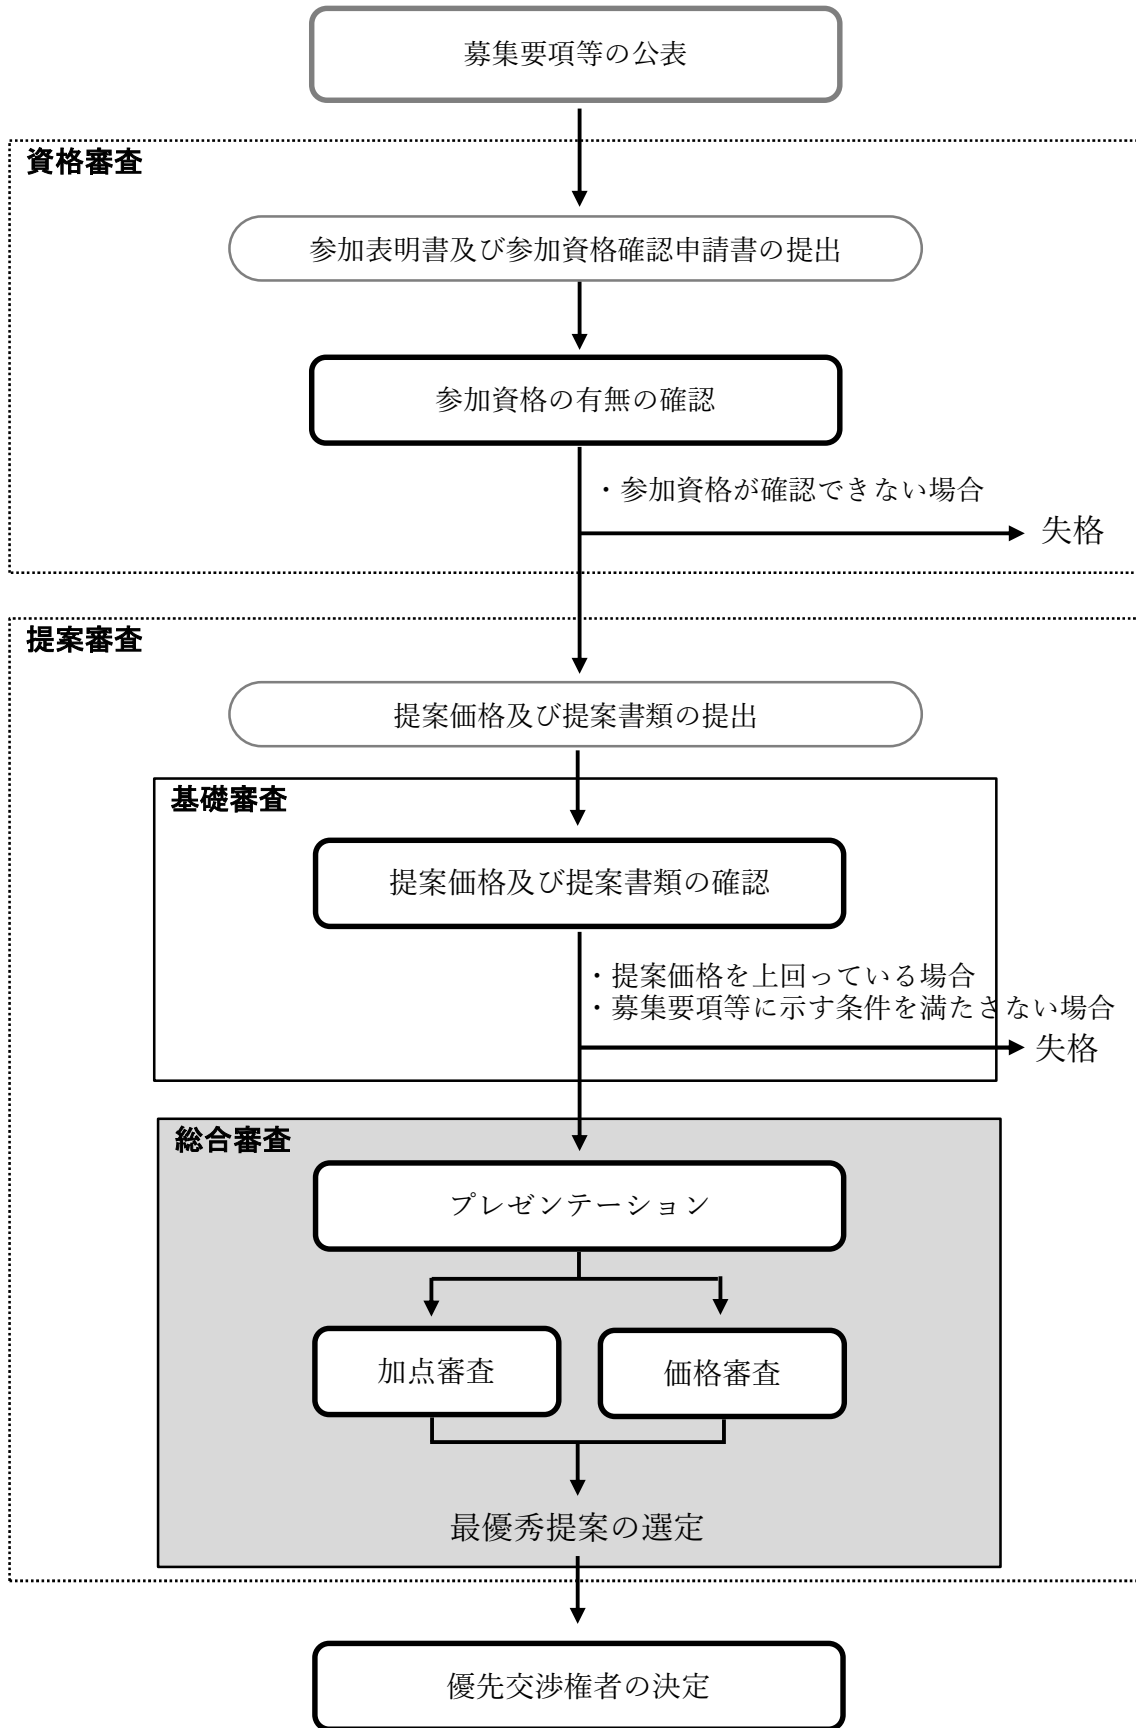 募集要項等の公表
資格審査
参加表明書及び参加資格確認申請書の提出
参加資格の有無の確認
・参加資格が確認できない場合
失格
提案審査
提案価格及び提案書類の提出
基礎審査
提案価格及び提案書類の確認
・提案価格を上回っている場合
・募集要項等に示す条件を満たさない場合
失格
総合審査
プレゼンテーション
加点審査
価格審査
最優秀提案の選定
優先交渉権者の決定